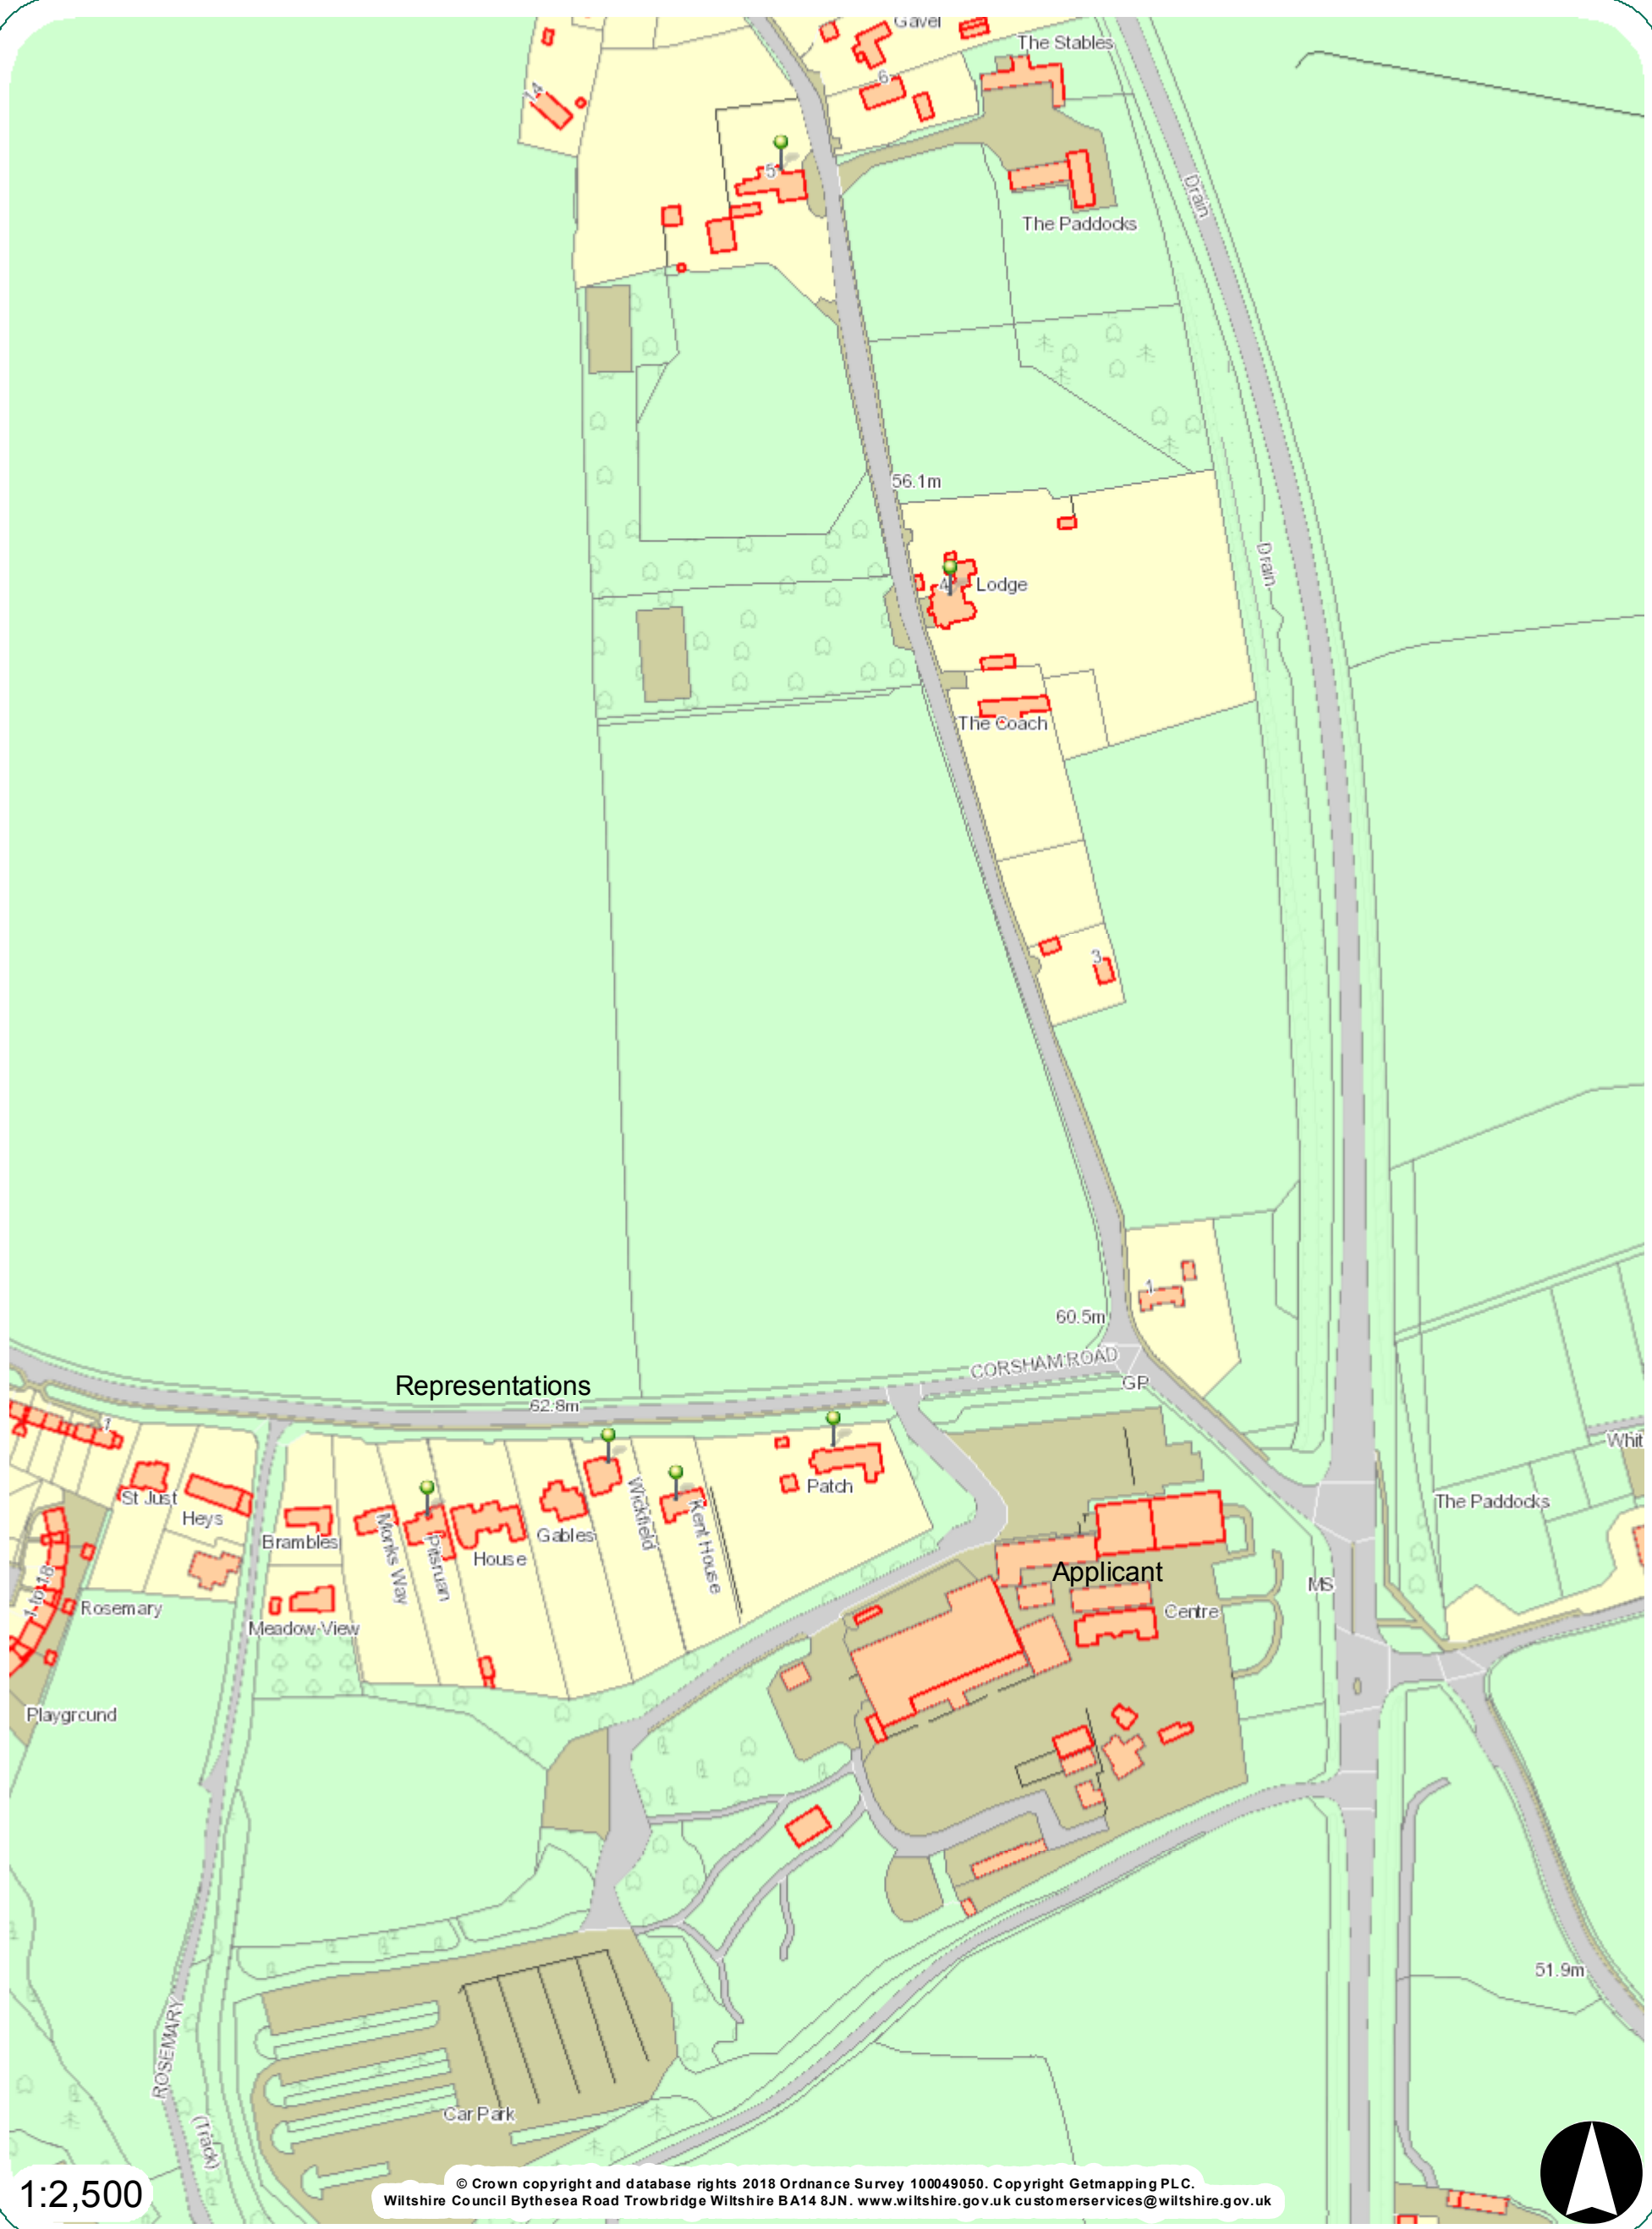 Gavel
The Stables
14
6
5
Drain
The Paddocks
56.1m
Drain
4
Lodge
The Coach
3
1
60.5m
CORSHAM ROAD
GP
Representations
62.8m
1
Whit
St Just
Heys
Brambles
Monks Way
Pitsruan
House
Gables
Wickfield
Kent House
Patch
The Paddocks
Applicant
MS
Centre
1 to 18
Rosemary
Meadow View
Playground
51.9m
ROSEMARY
(Track)
Car Park
1:2,500
© Crown copyright and database rights 2018 Ordnance Survey 100049050. Copyright Getmapping PLC.
Wiltshire Council Bythesea Road Trowbridge Wiltshire BA14 8JN. www.wiltshire.gov.uk customerservices@wiltshire.gov.uk